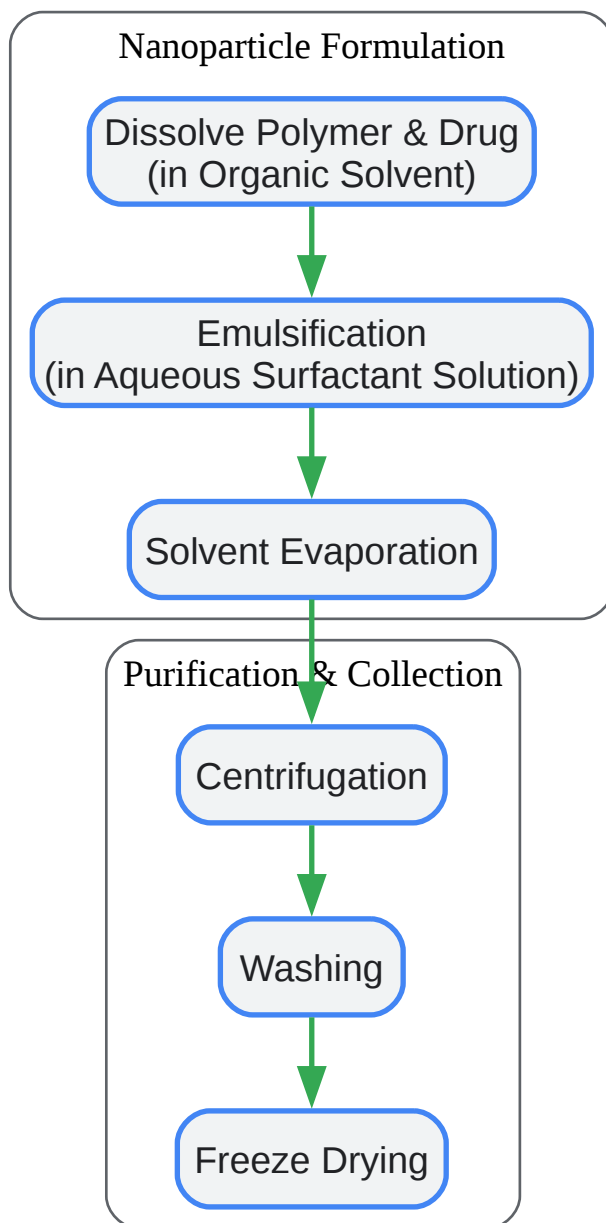 Nanoparticle Formulation
Dissolve Polymer & Drug
(in Organic Solvent)
Emulsification
(in Aqueous Surfactant Solution)
Solvent Evaporation
Purification & Collection
Centrifugation
Washing
Freeze Drying